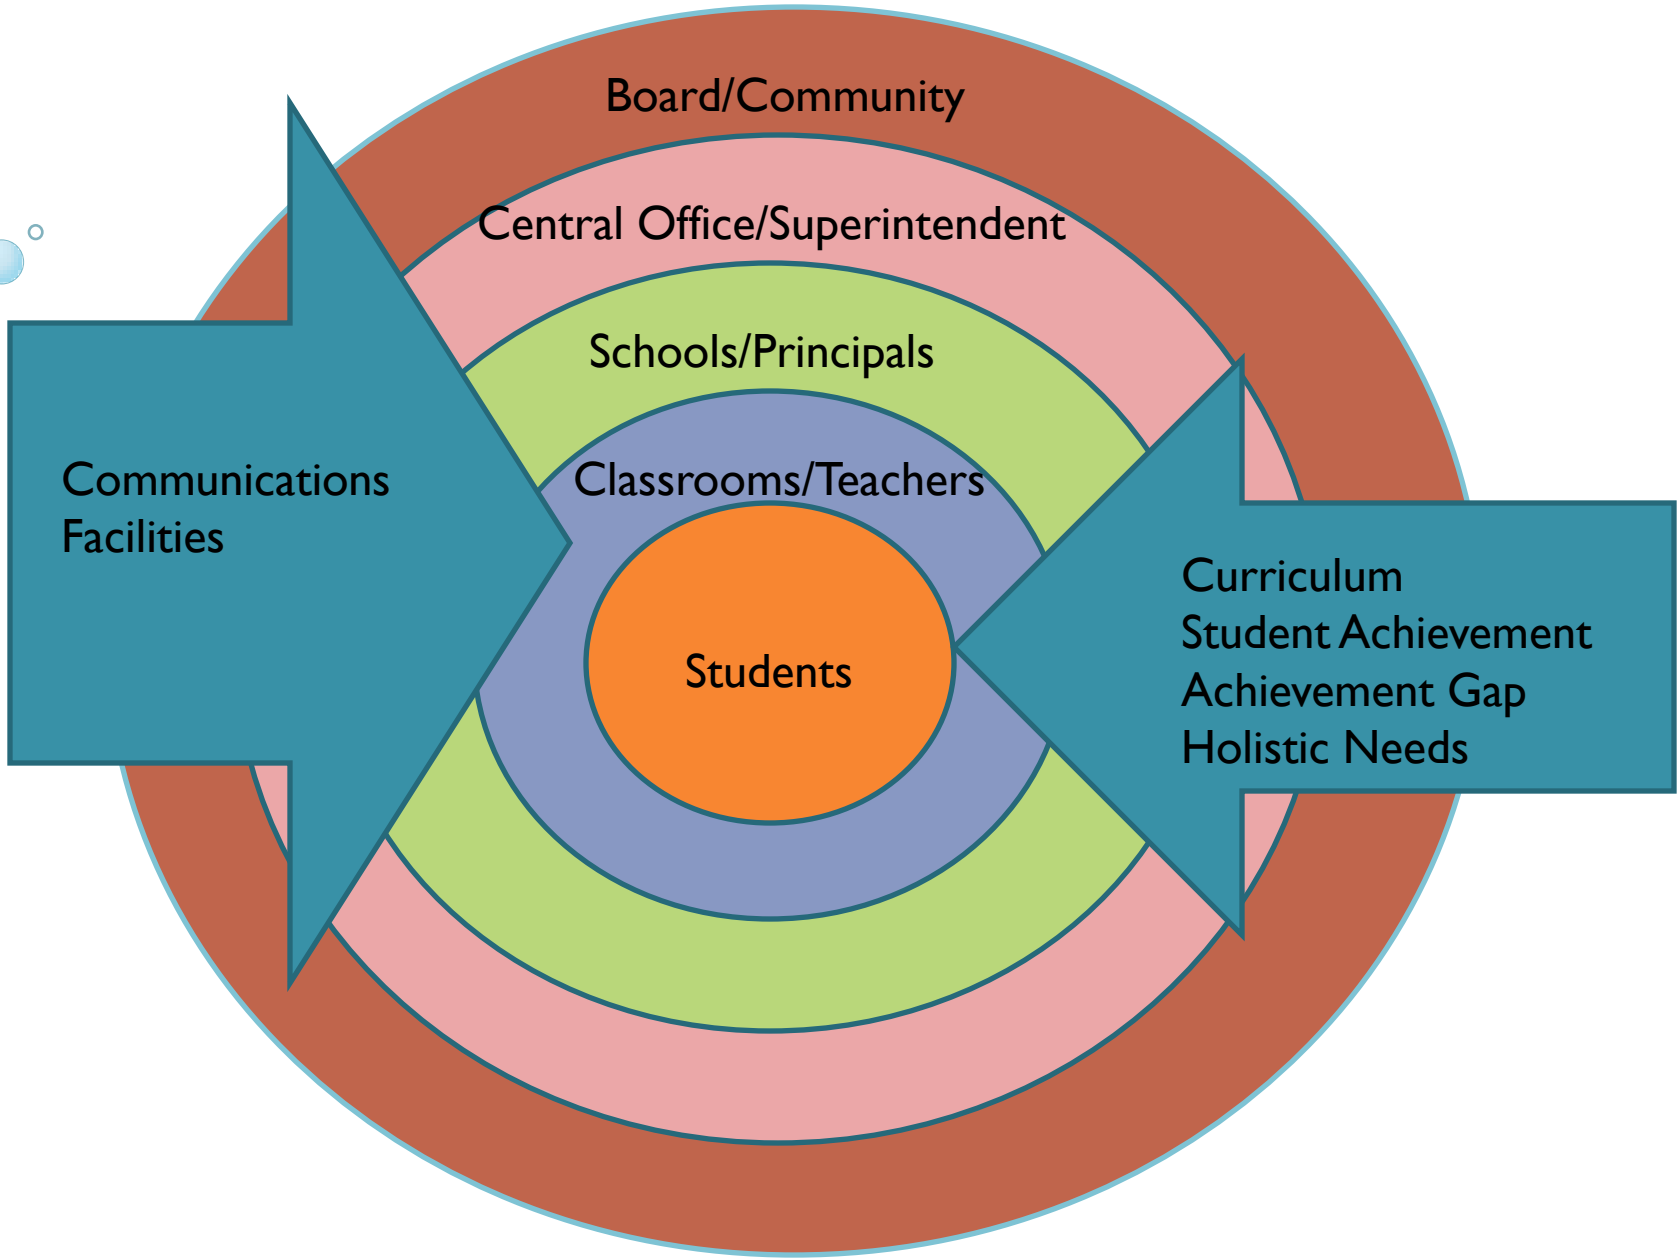 Board/Community
Central Office/Superintendent
Schools/Principals
Classrooms/Teachers
Students
Communications
Facilities
Curriculum
Student Achievement
Achievement Gap
Holistic Needs